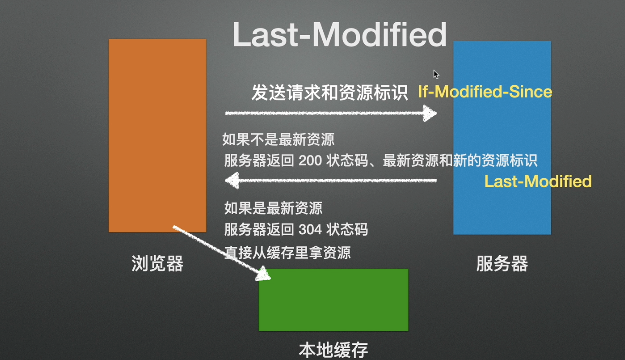 Last-Modified
发送请求和资源标识 If-Modified-Since
如果不是最新资源
服务器返回 200 状态码、最新资源和新的资源标识
Last-Modified
如果是最新资源
服务器返回 304 状态码
直接从缓存里拿资源
浏览器
服务器
本地缓存